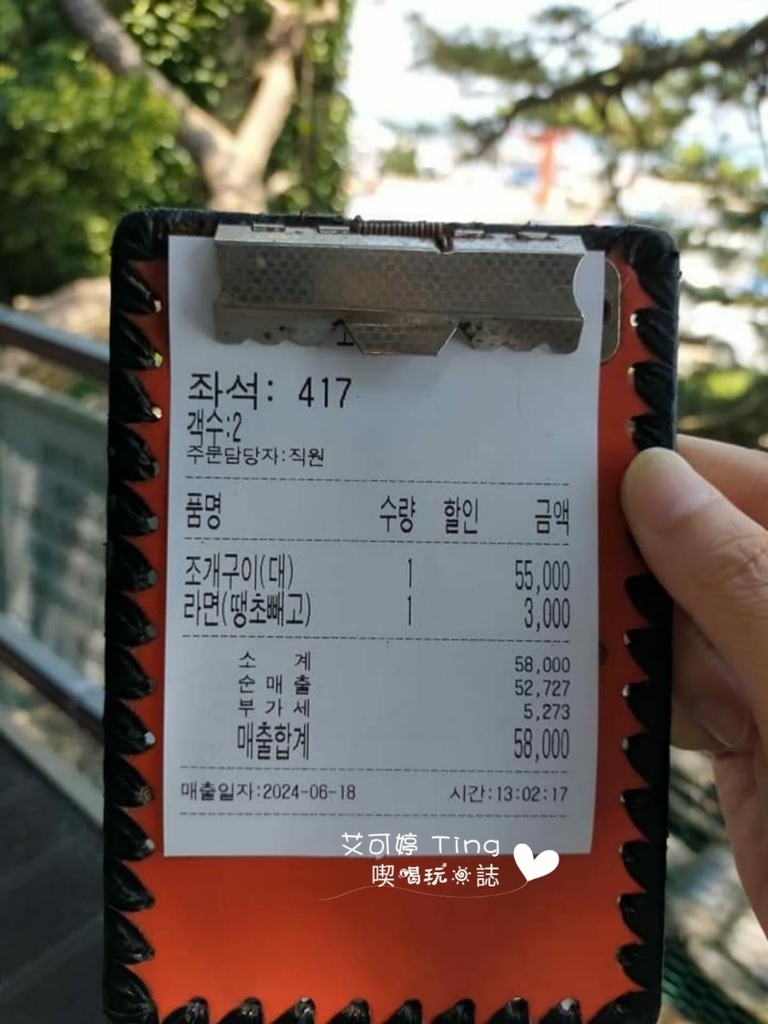 좌석: 417
객수:2
주문담당자:직원
품명 수량 할인 금액
조개구이(대) 1 55,000
라면(땡초빼고) 1 3,000
소 계 58,000
순 매 출 52,727
부 가 세 5,273
매출합계 58,000
매출일자:2024-06-18 시간:13:02:17
艾可婷 Ting
喫喝玩樂誌